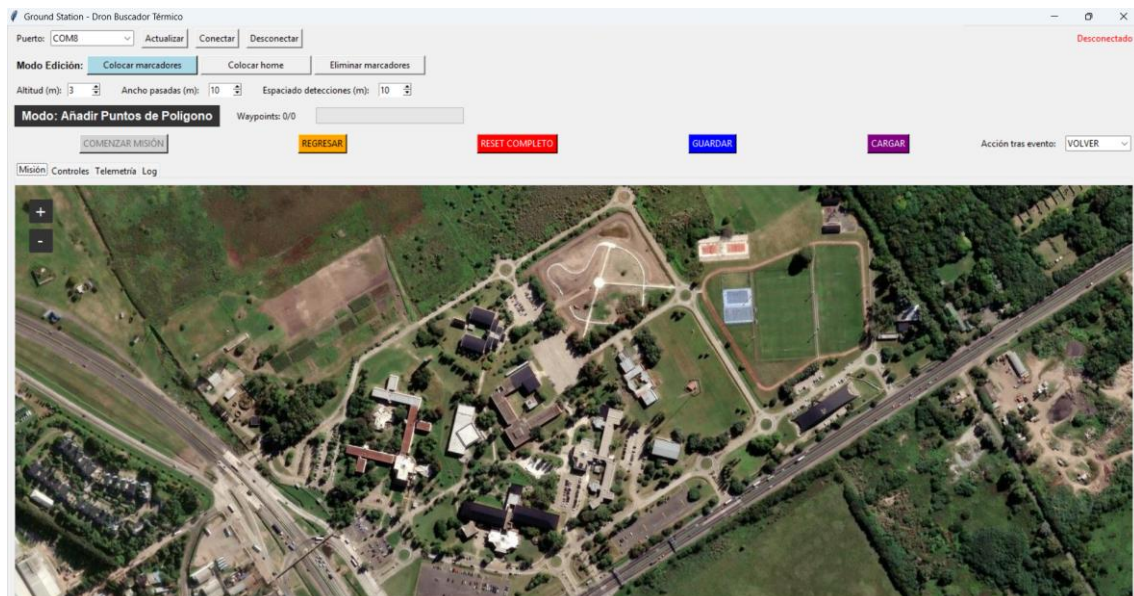 Ground Station - Dron Buscador Térmico
Puerto: COM8 Actualizar Conectar Desconectar Desconectado
Modo Edición: Colocar marcadores Colocar home Eliminar marcadores
Altitud (m): 3 Ancho pasadas (m): 10 Espaciado detecciones (m): 10
Modo: Añadir Puntos de Polígono Waypoints: 0/0
COMENZAR MISIÓN REGRESAR RESET COMPLETO GUARDAR CARGAR Acción tras evento: VOLVER
Misión Controles Telemetría Log
+
-